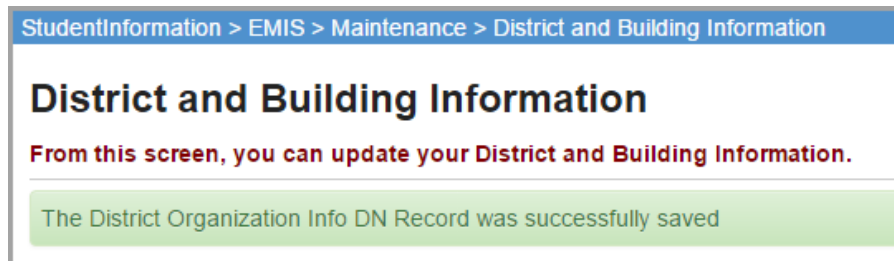 StudentInformation > EMIS > Maintenance > District and Building Information
District and Building Information
From this screen, you can update your District and Building Information.
The District Organization Info DN Record was successfully saved